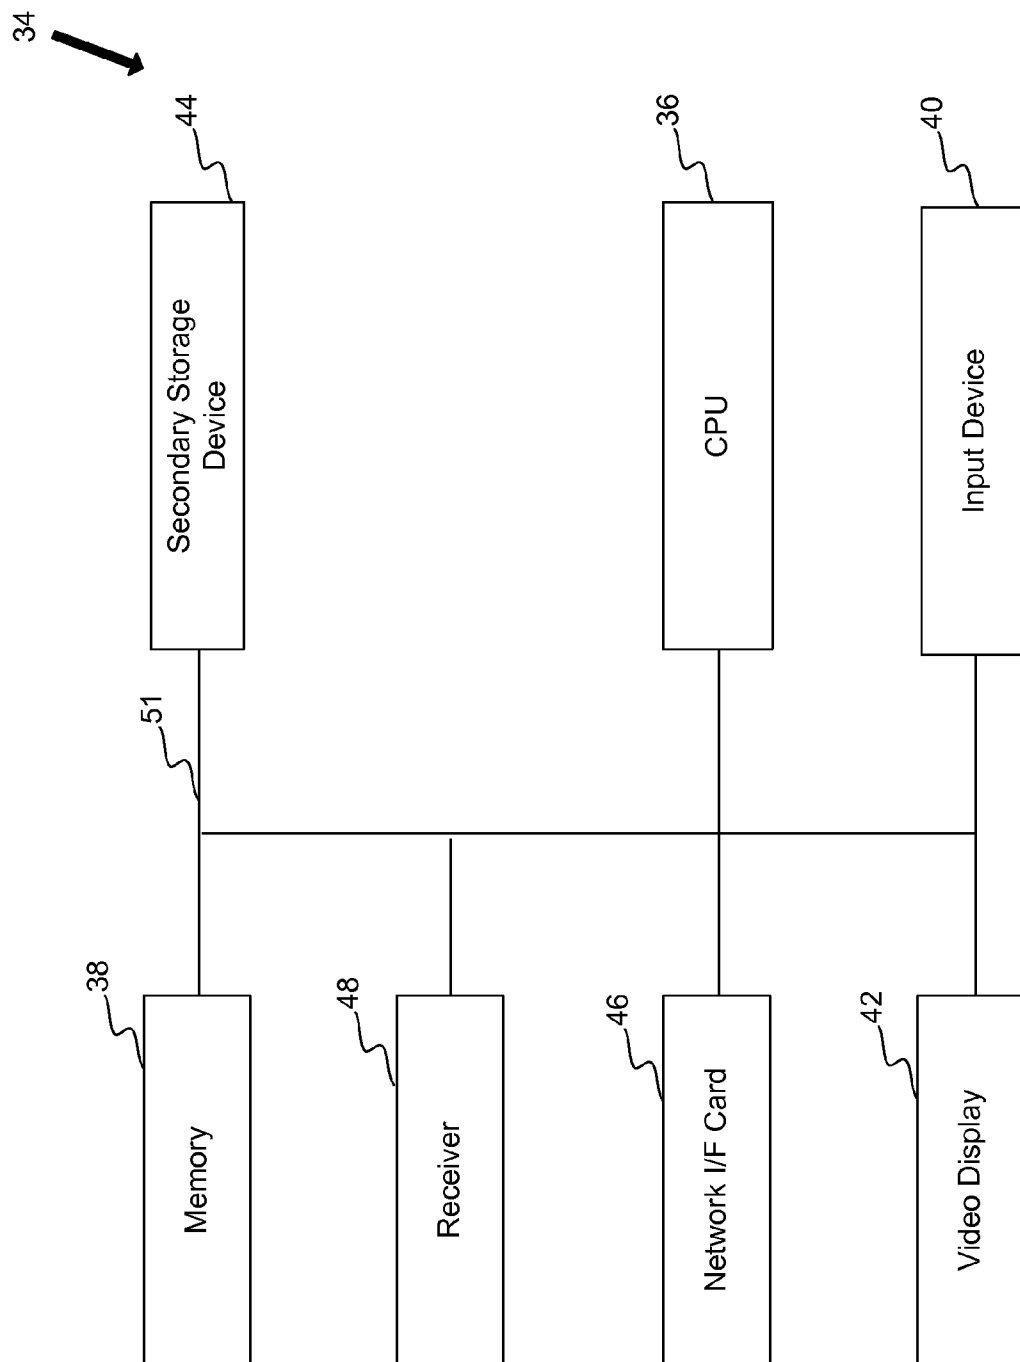 34
Memory
38
Secondary Storage
Device
44
51
Receiver
48
Network I/F Card
46
CPU
36
Video Display
42
Input Device
40